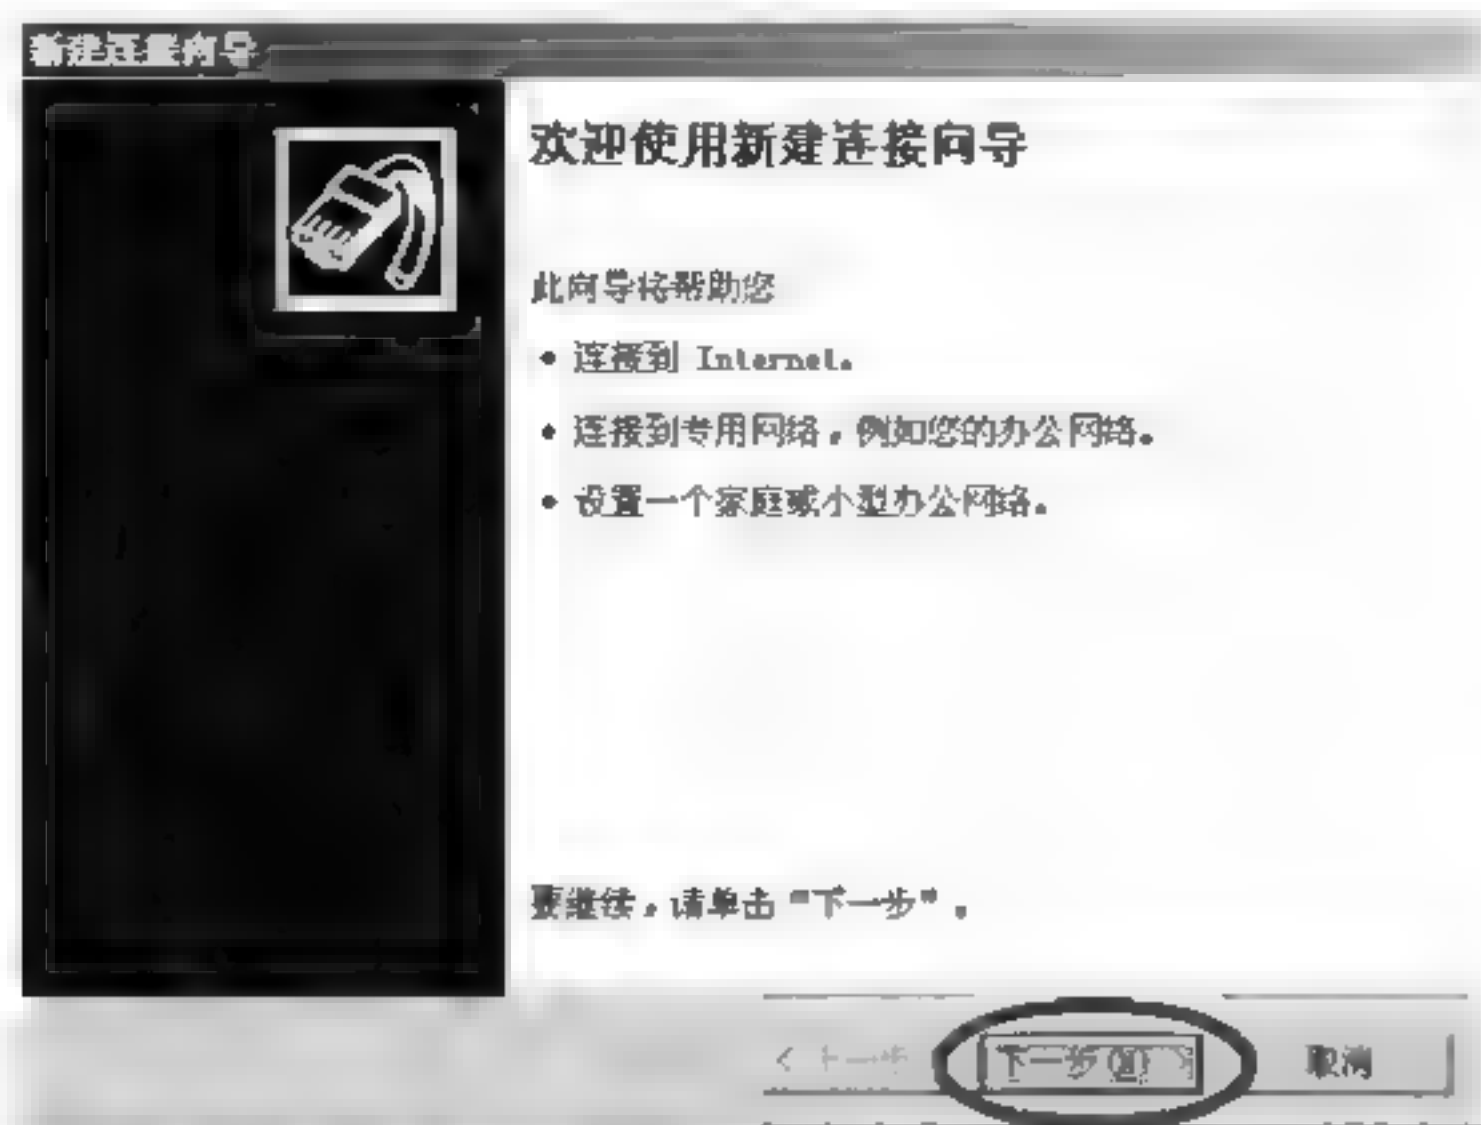 新建连接向导
欢迎使用新建连接向导
此向导将帮助您
• 连接到 Internet。
• 连接到专用网络，例如您的办公网络。
• 设置一个家庭或小型办公网络。
要继续，请单击“下一步”。
< 上一步 下一步(N) > 取消